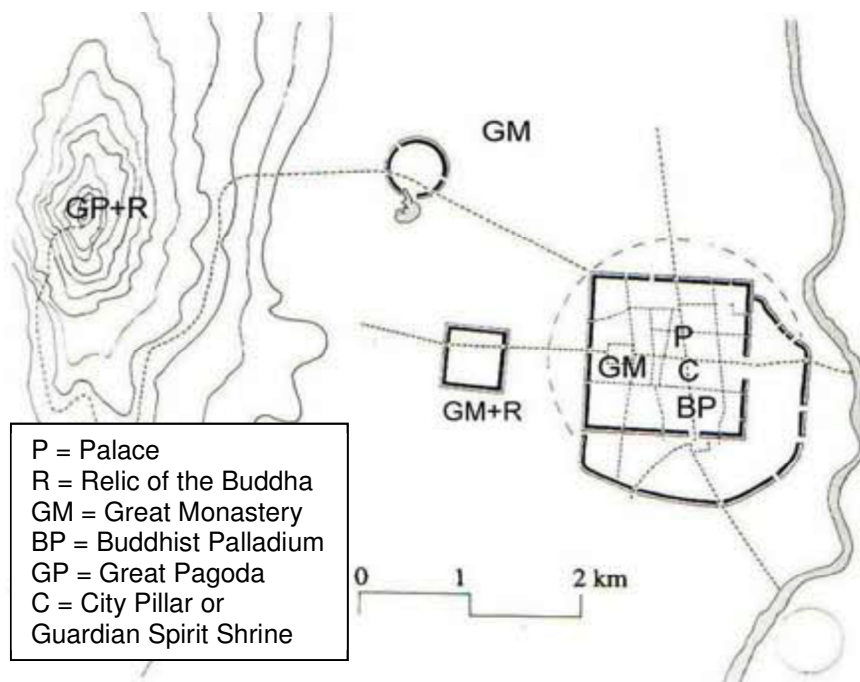 GM
GP+R
P
GM
C
BP
GM+R
P = Palace
R = Relic of the Buddha
GM = Great Monastery
BP = Buddhist Palladium
GP = Great Pagoda
C = City Pillar or
Guardian Spirit Shrine
0 1 2 km